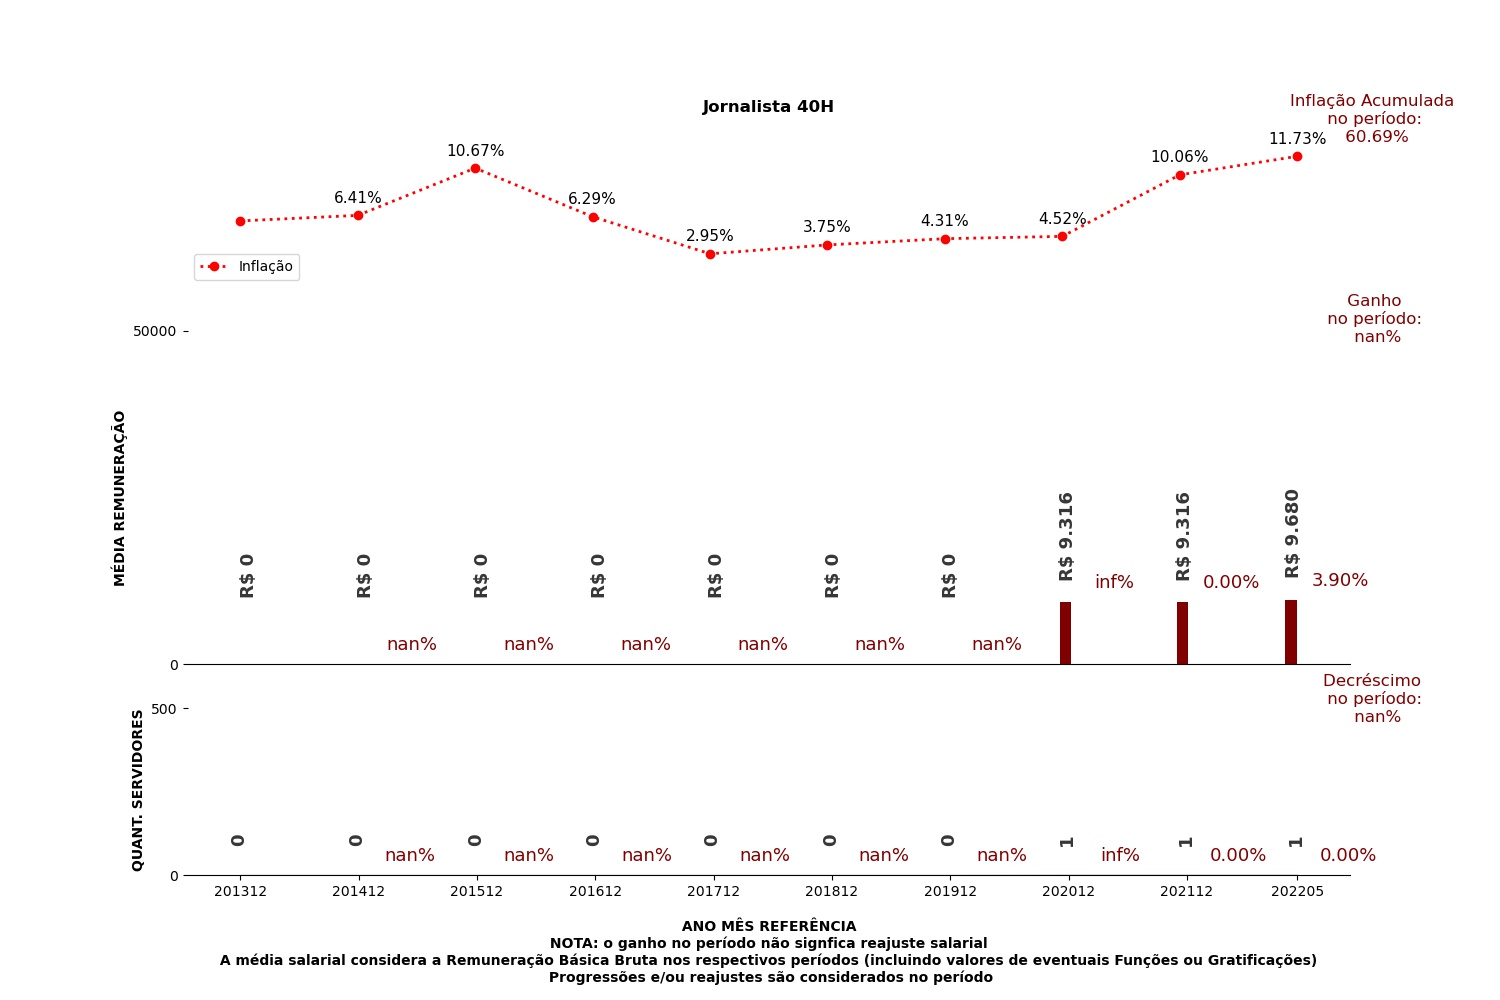 Jornalista 40H
Inflação Acumulada
no período:
60.69%
6.41%
10.67%
6.29%
2.95%
3.75%
4.31%
4.52%
10.06%
11.73%
Inflação
Ganho
no período:
nan%
50000
0
MÉDIA REMUNERAÇÃO
R$ 0
R$ 0
R$ 0
R$ 0
R$ 0
R$ 0
R$ 0
R$ 9.316
R$ 9.316
R$ 9.680
nan%
nan%
nan%
nan%
nan%
nan%
inf%
0.00%
3.90%
Decréscimo
no período:
nan%
500
0
QUANT. SERVIDORES
0
0
0
0
0
0
0
1
1
1
nan%
nan%
nan%
nan%
nan%
nan%
inf%
0.00%
0.00%
201312
201412
201512
201612
201712
201812
201912
202012
202112
202205
ANO MÊS REFERÊNCIA
NOTA: o ganho no período não signfica reajuste salarial
A média salarial considera a Remuneração Básica Bruta nos respectivos períodos (incluindo valores de eventuais Funções ou Gratificações)
Progressões e/ou reajustes são considerados no período